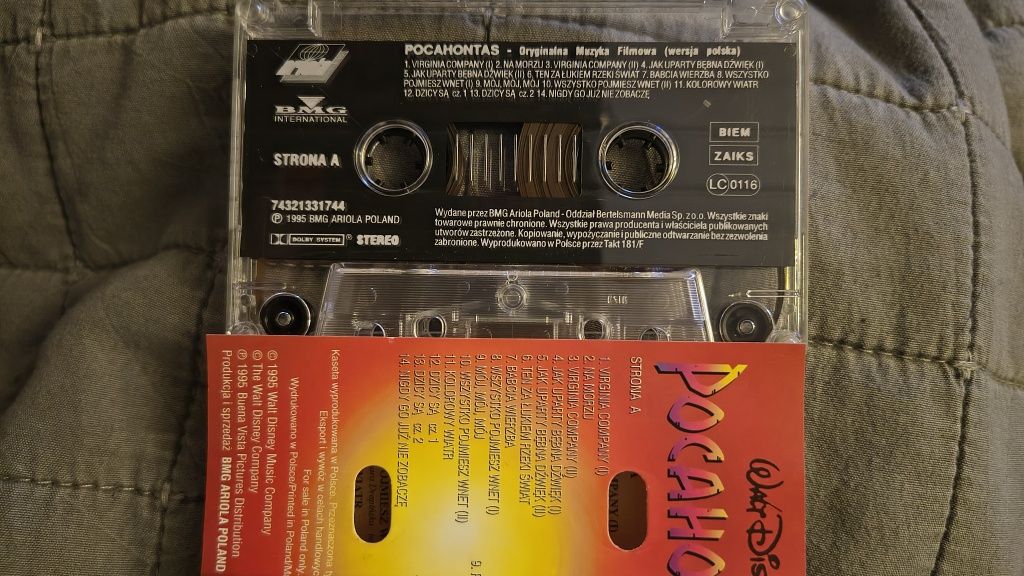 POCAHONTAS - Oryginalna Muzyka Filmowa (wersja polska)
1. VIRGINIA COMPANY (I) 2. NA MORZU 3. VIRGINIA COMPANY (II) 4. JAK UPARTY BĘBNA DŹWIĘK (I)
5. JAK UPARTY BĘBNA DŹWIĘK (II) 6. TEN ZA ŁUKIEM RZEKI ŚWIAT 7. BABCIA WIERZBA 8. WSZYSTKO
POJMIESZ WNET (I) 9. MÓJ, MÓJ, MÓJ 10. WSZYSTKO POJMIESZ WNET (II) 11. KOLOROWY WIATR
12. DZICY SĄ cz. 1 13. DZICY SĄ cz. 2 14. NIGDY GO JUŻ NIE ZOBACZĘ
BMG
INTERNATIONAL
STRONA A
BIEM
ZAIKS
LC 0116
74321331744
℗ 1995 BMG ARIOLA POLAND
DOLBY SYSTEM ® STEREO
Wydane przez BMG Ariola Poland - Oddział Bertelsmann Media Sp. z o.o. Wszystkie znaki
towarowe prawnie chronione. Wszystkie prawa producenta i właściciela publikowanych
utworów zastrzeżone. Kopiowanie, wypożyczanie i publiczne odtwarzanie bez zezwolenia
zabronione. Wyprodukowano w Polsce przez Takt 181/F
WALT DIS
POCAHO
STRONA A
1. VIRGINIA COMPANY (I)
2. NA MORZU
3. VIRGINIA COMPANY (II)
4. JAK UPARTY BĘBNA DŹWIĘK (I)
5. JAK UPARTY BĘBNA DŹWIĘK (II)
6. TEN ZA ŁUKIEM RZEKI ŚWIAT
7. BABCIA WIERZBA
8. WSZYSTKO POJMIESZ WNET (I)
9. MÓJ, MÓJ, MÓJ
10. WSZYSTKO POJMIESZ WNET (II)
11. KOLOROWY WIATR
12. DZICY SĄ cz. 1
13. DZICY SĄ cz. 2
14. NIGDY GO JUŻ NIE ZOBACZĘ
Kaseta wyprodukowana w Polsce. Przeznaczona
Eksport i wywóz w celach handlowych
For sale in Poland only.
Wydrukowano w Polsce/Printed in Poland/
© 1995 Walt Disney Music Company
© The Walt Disney Company
℗ 1995 Buena Vista Pictures Distribution
Produkcja i sprzedaż BMG ARIOLA POLAND